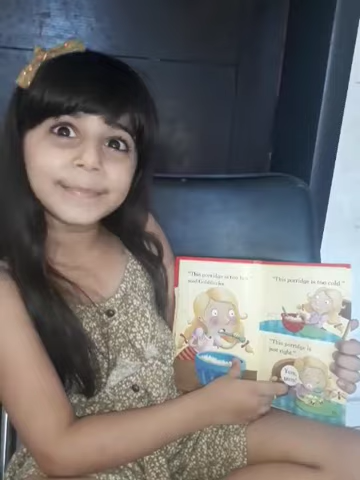 "This porridge is too hot,"
said Goldilocks.
"This porridge is too cold."
"This porridge is
just right."